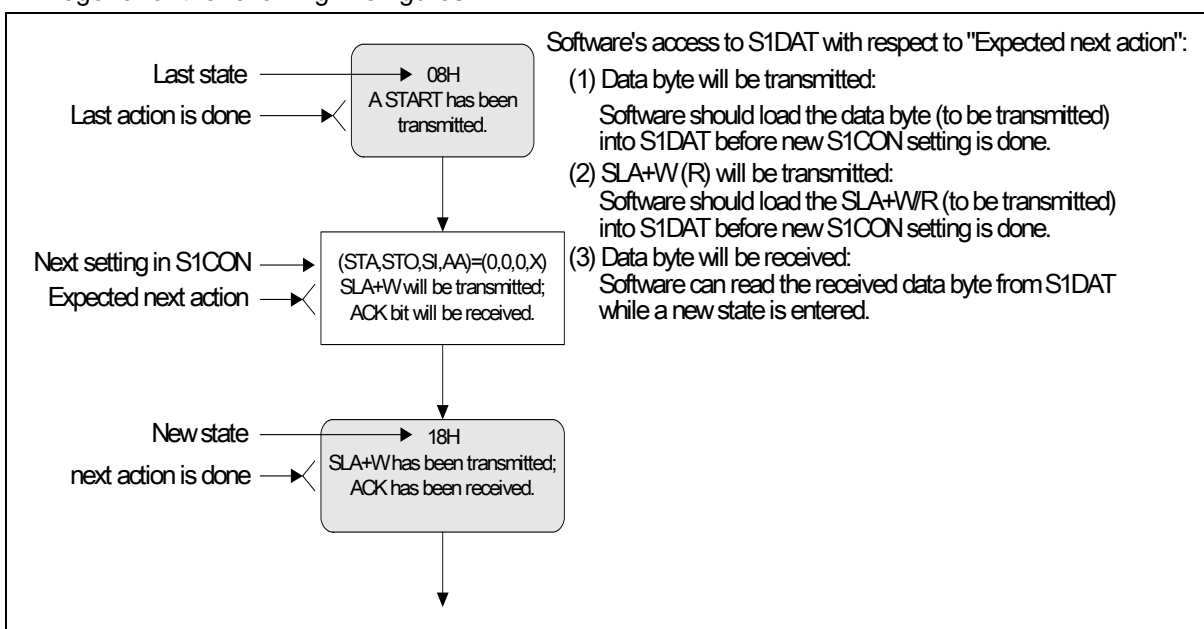 Last state
08H
Last action is done
A START has been
transmitted.
Next setting in S1CON
(STA,STO,SI,AA)=(0,0,0,X)
Expected next action
SLA+W will be transmitted;
ACK bit will be received.
New state
18H
next action is done
SLA+W has been transmitted;
ACK has been received.
Software's access to S1DAT with respect to "Expected next action":
(1) Data byte will be transmitted:
Software should load the data byte (to be transmitted)
into S1DAT before new S1CON setting is done.
(2) SLA+W (R) will be transmitted:
Software should load the SLA+W/R (to be transmitted)
into S1DAT before new S1CON setting is done.
(3) Data byte will be received:
Software can read the received data byte from S1DAT
while a new state is entered.